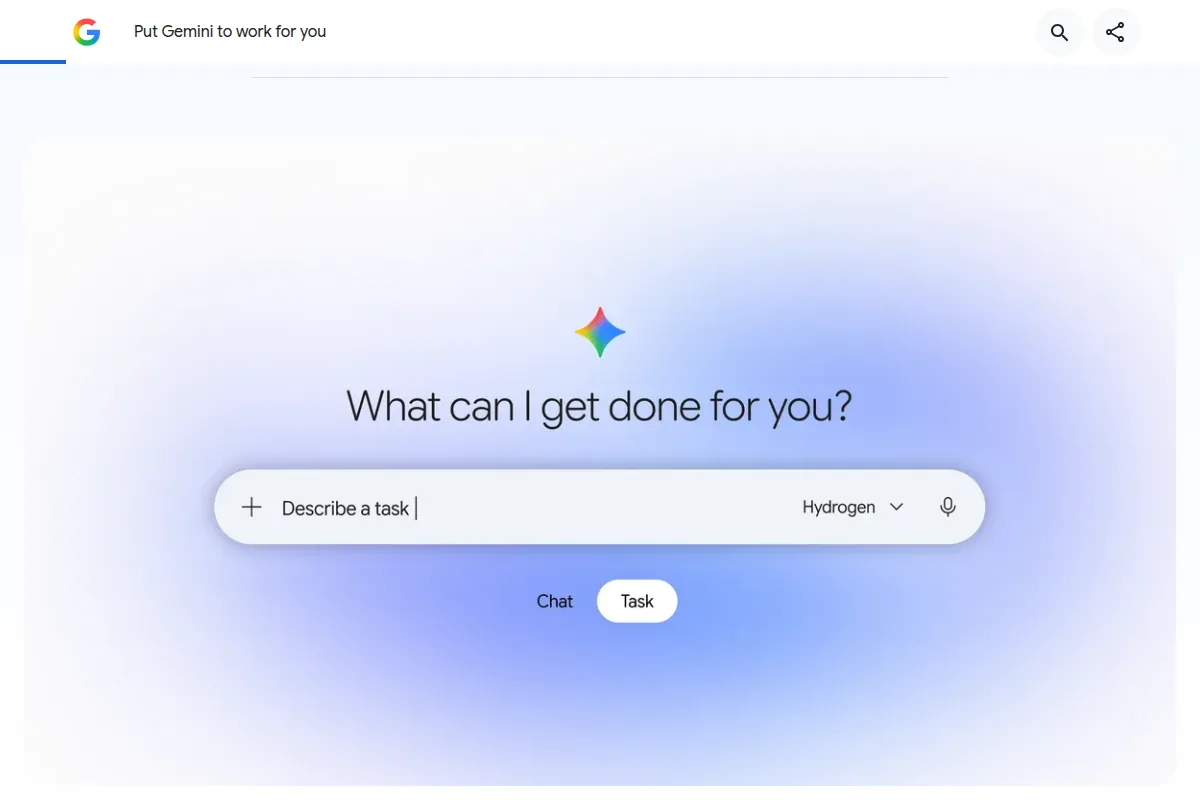 Put Gemini to work for you
What can I get done for you?
Describe a task
Hydrogen
Chat
Task